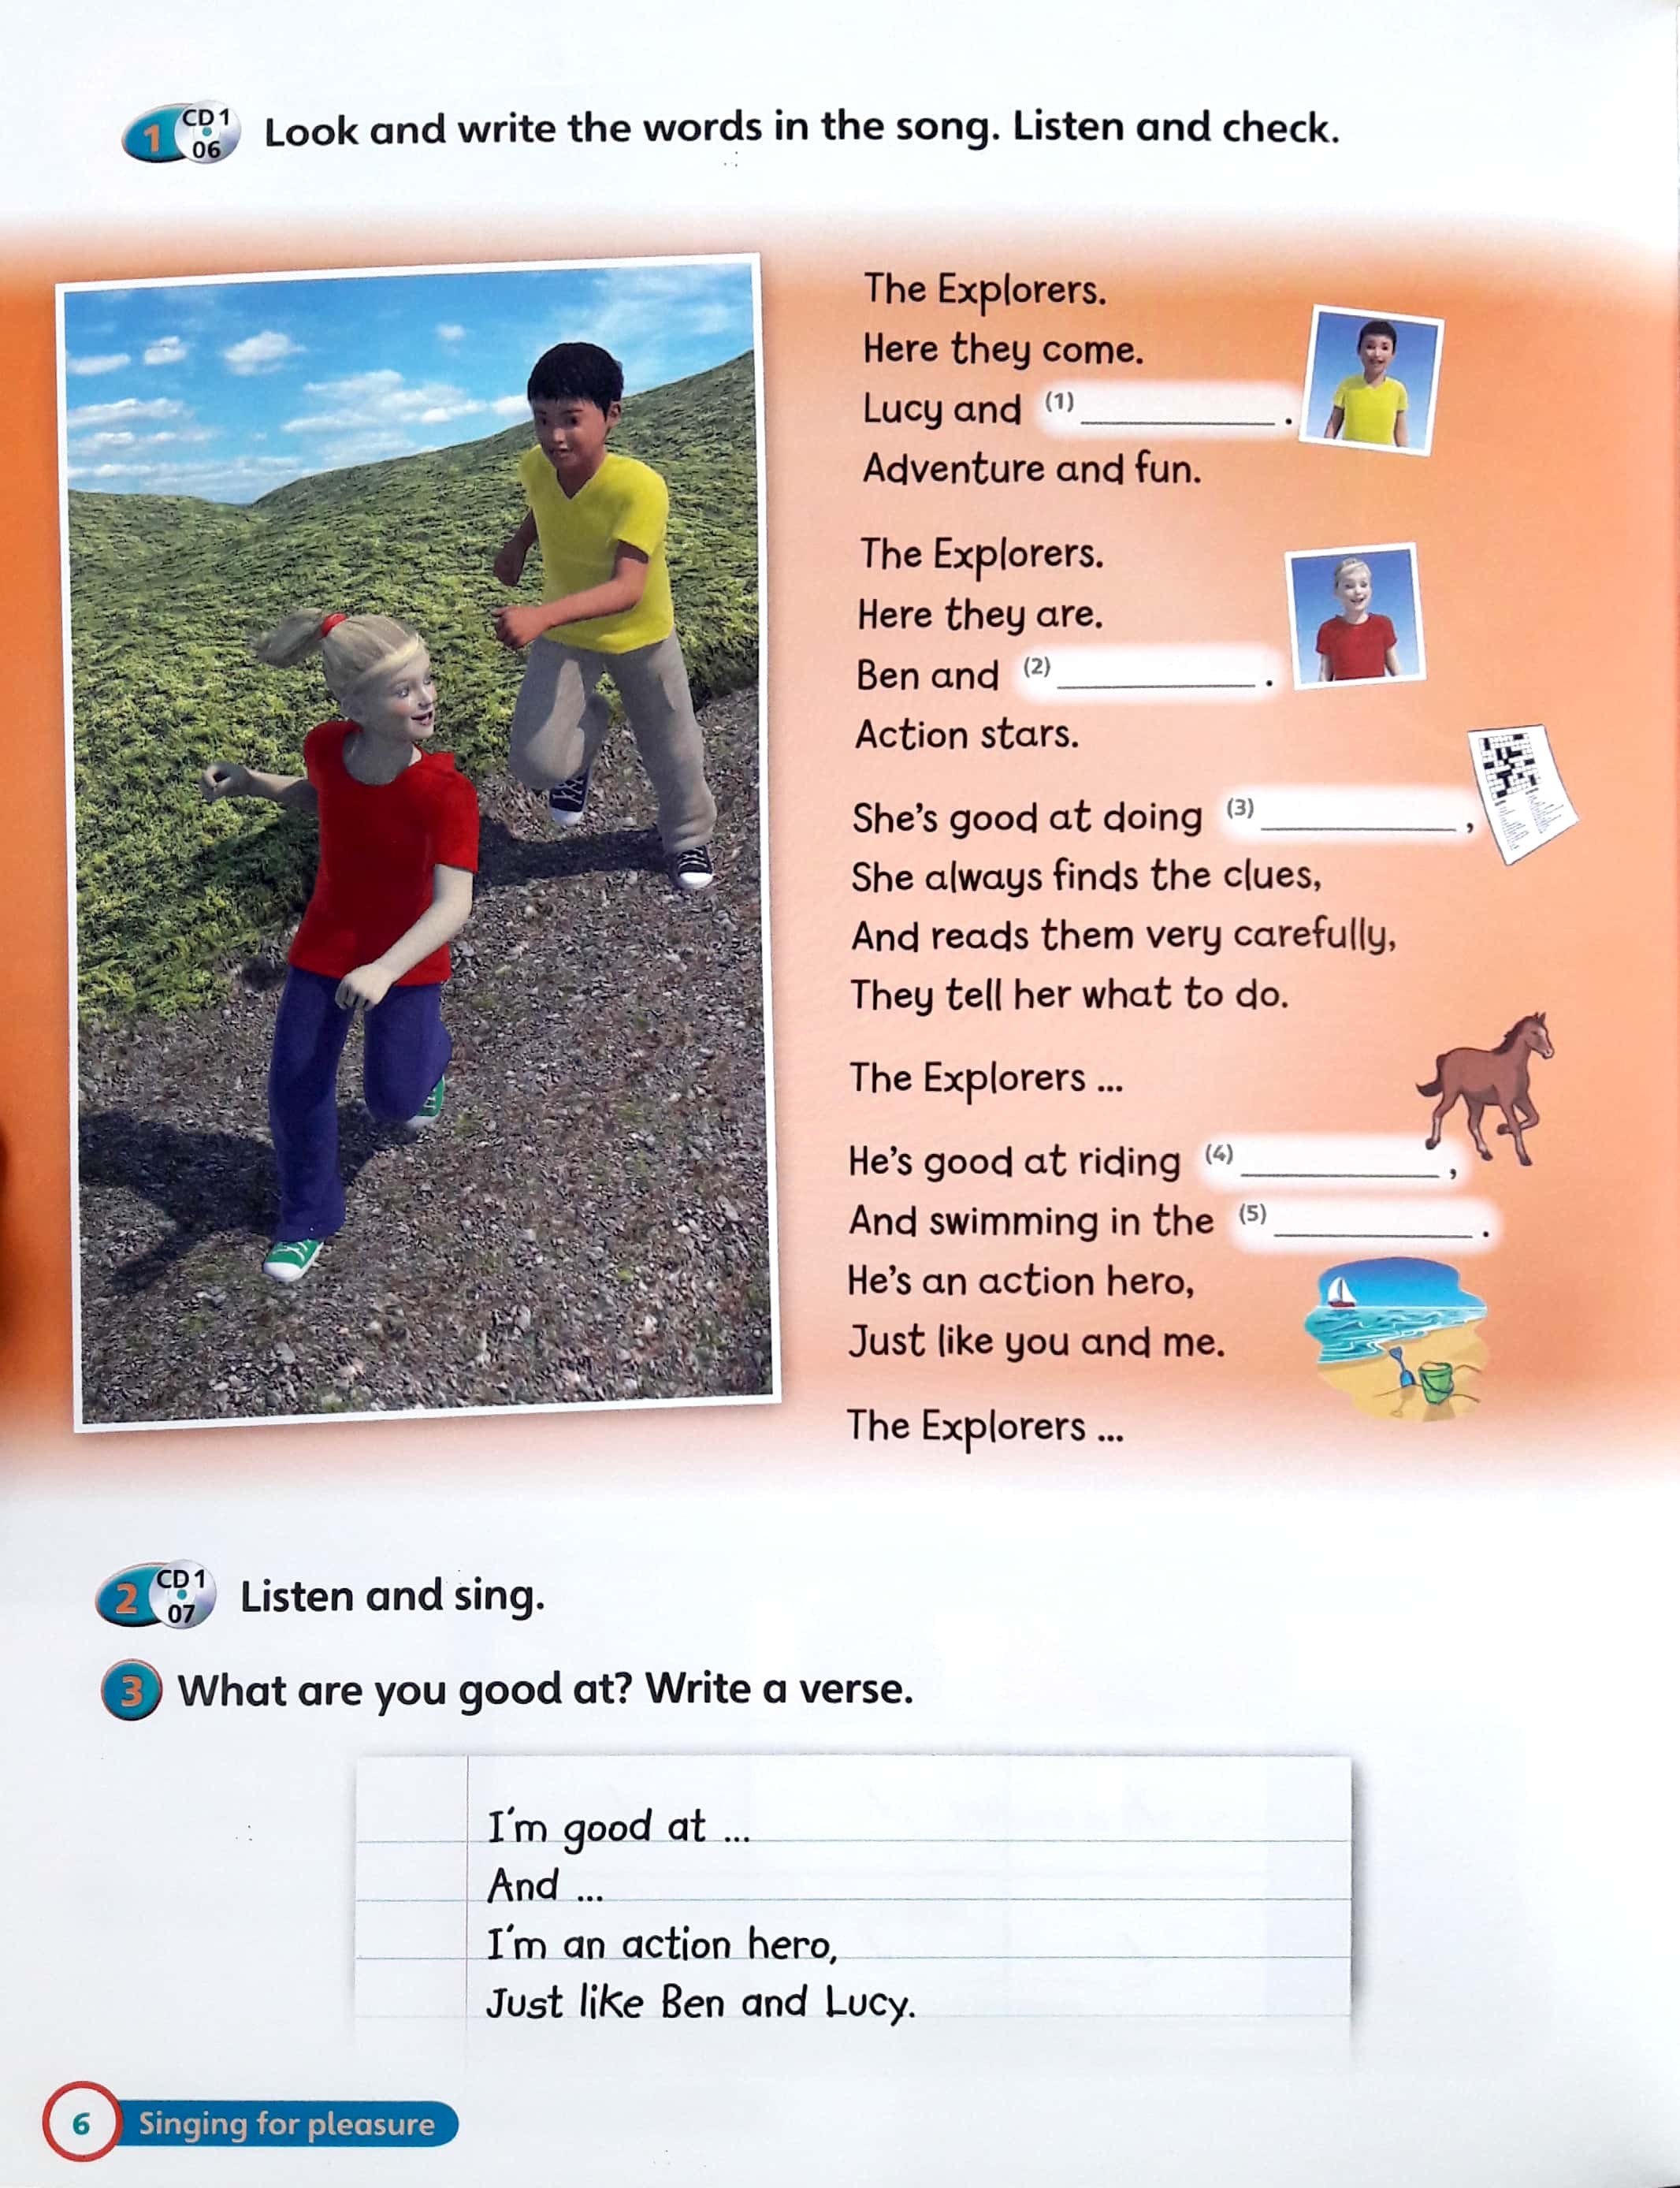 1 CD1 06 Look and write the words in the song. Listen and check.
The Explorers.
Here they come.
Lucy and (1)__________.
Adventure and fun.
The Explorers.
Here they are.
Ben and (2)__________.
Action stars.
She's good at doing (3)__________,
She always finds the clues,
And reads them very carefully,
They tell her what to do.
The Explorers ...
He's good at riding (4)__________,
And swimming in the (5)__________.
He's an action hero,
Just like you and me.
The Explorers ...
2 CD1 07 Listen and sing.
3 What are you good at? Write a verse.
I'm good at ...
And ...
I'm an action hero,
Just like Ben and Lucy.
6 Singing for pleasure